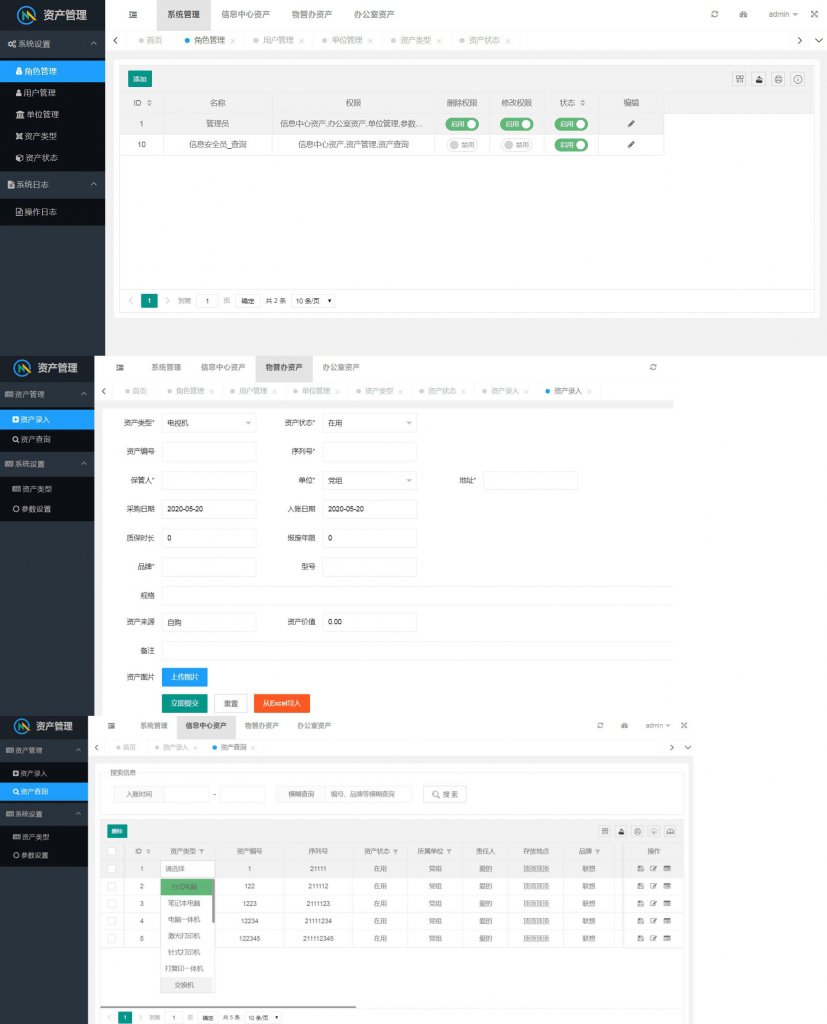 资产管理 系统管理 信息中心资产 物管办资产 办公室资产 admin
系统设置 首页 角色管理 用户管理 单位管理 资产类型 资产状态
角色管理
用户管理
单位管理
资产类型
资产状态
系统日志
操作日志
添加
ID 名称 权限 删除权限 修改权限 状态 编辑
1 管理员 信息中心资产,办公室资产,单位管理,参数... 启用 启用 启用
10 信息安全员_查询 信息中心资产,资产管理,资产查询 禁用 禁用 启用
1 到第 1 页 确定 共 2 条 10 条/页
资产管理 系统管理 信息中心资产 物管办资产 办公室资产
资产管理 首页 角色管理 用户管理 单位管理 资产类型 资产状态 资产录入 资产录入
资产录入
资产查询
系统设置
资产类型
参数设置
资产类型* 电视机 资产状态* 在用
资产编号 序列号*
保管人* 单位* 党组 地址*
采购日期 2020-05-20 入账日期 2020-05-20
质保时长 0 报废年限 0
品牌* 型号
规格
资产来源 自购 资产价值 0.00
备注
资产图片 上传图片
立即提交 重置 从Excel导入
资产管理 系统管理 信息中心资产 物管办资产 办公室资产 admin
资产管理 首页 资产录入 资产查询
资产录入
资产查询
系统设置
资产类型
参数设置
搜索信息
入账时间 - 模糊查询 编号、品牌等模糊查询 搜索
删除
ID 资产类型 资产编号 序列号 资产状态 所属单位 责任人 存放地点 品牌 操作
1 请选择 1 21111 在用 党组 爱的 顶顶顶顶 联想
2 台式电脑 122 211112 在用 党组 爱的 顶顶顶顶 联想
3 笔记本电脑 1223 2111123 在用 党组 爱的 顶顶顶顶 联想
4 电脑一体机 12234 21111234 在用 党组 爱的 顶顶顶顶 联想
5 激光打印机 122345 211112345 在用 党组 爱的 顶顶顶顶 联想
针式打印机
打复印一体机
交换机
1 到第 1 页 确定 共 5 条 10 条/页